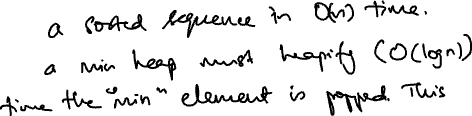 a sorted sequence in O(n) time.
a min heap must heapify (O(logn))
time the "min" element is popped. This